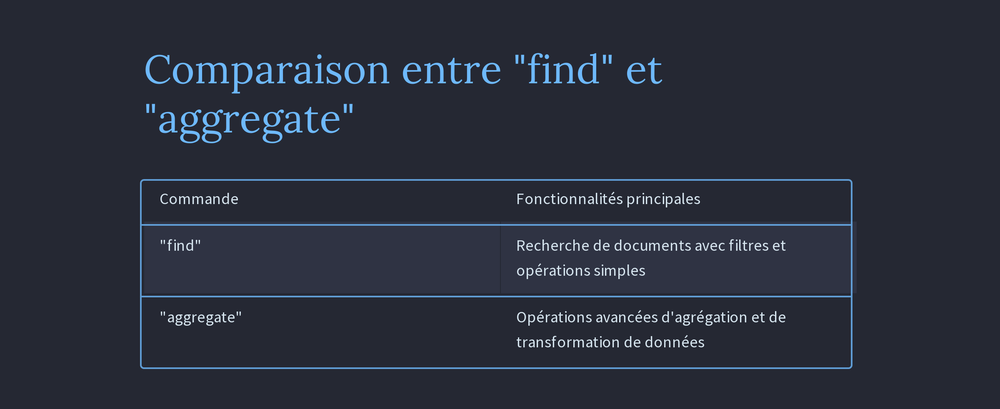 Comparaison entre "find" et
"aggregate"
Commande
Fonctionnalités principales
"find"
Recherche de documents avec filtres et
opérations simples
"aggregate"
Opérations avancées d'agrégation et de
transformation de données